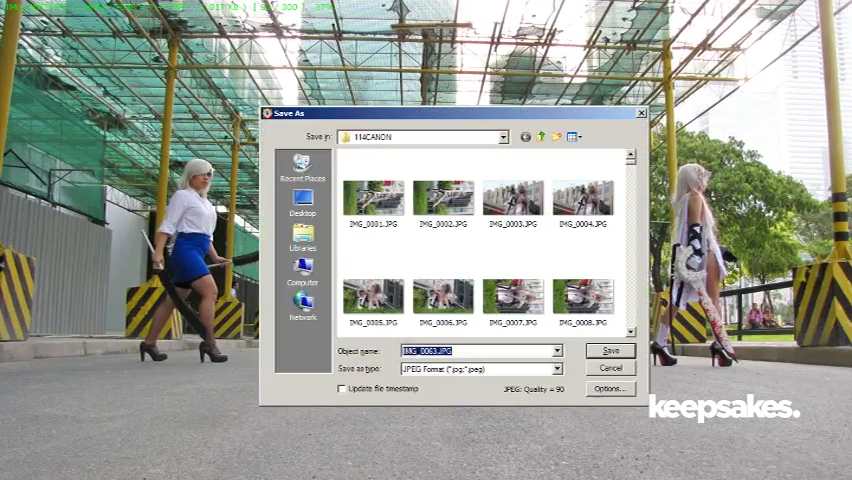 Save As
Save in:
114CANON
Recent Places
Desktop
Libraries
Computer
Network
IMG_0001.JPG
IMG_0002.JPG
IMG_0003.JPG
IMG_0004.JPG
IMG_0005.JPG
IMG_0006.JPG
IMG_0007.JPG
IMG_0008.JPG
Object name:
IMG_0063.JPG
Save
Save as type:
JPEG Format (*.jpg;*.jpeg)
Cancel
Update file timestamp
JPEG: Quality = 90
Options...
keepsakes.